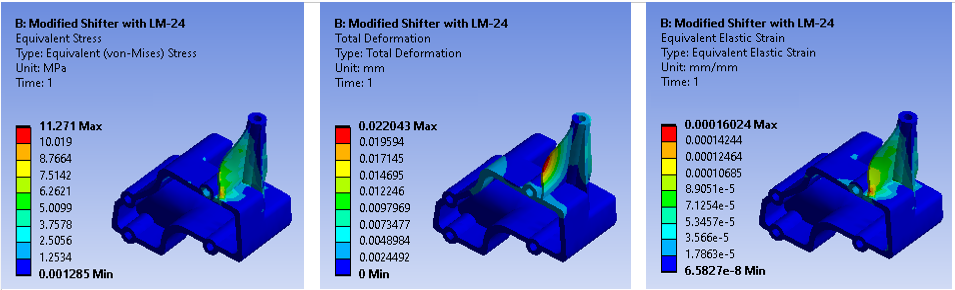 B: Modified Shifter with LM-24
Equivalent Stress
Type: Equivalent (von-Mises) Stress
Unit: MPa
Time: 1
11.271 Max
10.019
8.7664
7.5142
6.2621
5.0099
3.7578
2.5056
1.2534
0.001285 Min
B: Modified Shifter with LM-24
Total Deformation
Type: Total Deformation
Unit: mm
Time: 1
0.022043 Max
0.019594
0.017145
0.014695
0.012246
0.0097969
0.0073477
0.0048984
0.0024492
0 Min
B: Modified Shifter with LM-24
Equivalent Elastic Strain
Type: Equivalent Elastic Strain
Unit: mm/mm
Time: 1
0.00016024 Max
0.00014244
0.00012464
0.00010685
8.9051e-5
7.1254e-5
5.3457e-5
3.566e-5
1.7863e-5
6.5827e-8 Min